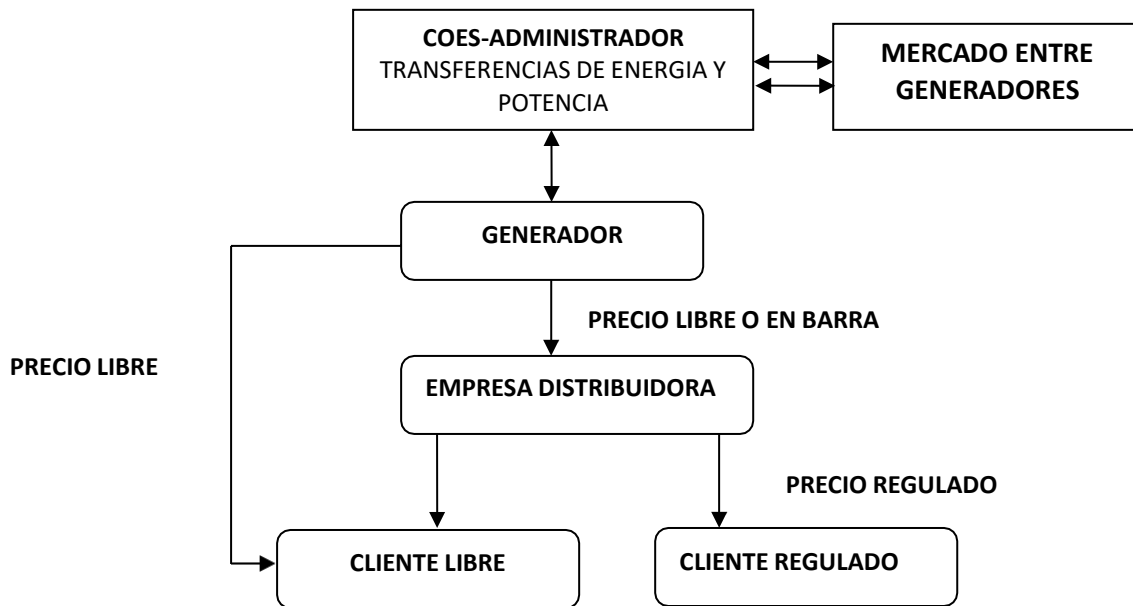 COES-ADMINISTRADOR
TRANSFERENCIAS DE ENERGIA Y
POTENCIA
MERCADO ENTRE
GENERADORES
GENERADOR
PRECIO LIBRE O EN BARRA
PRECIO LIBRE
EMPRESA DISTRIBUIDORA
PRECIO REGULADO
CLIENTE LIBRE
CLIENTE REGULADO